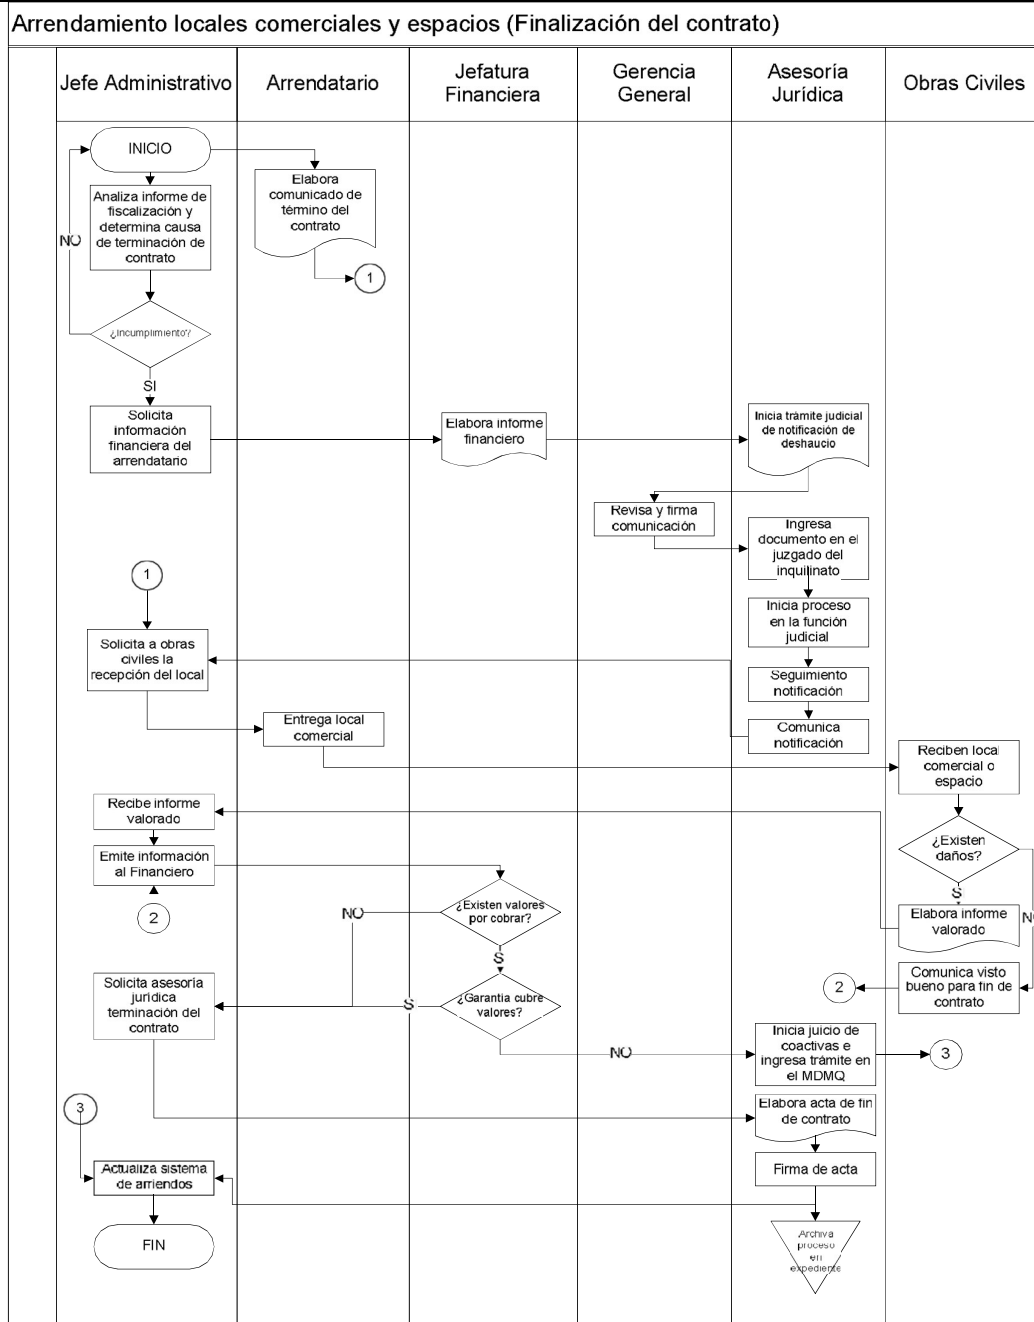 Arrendamiento locales comerciales y espacios (Finalización del contrato)
Jefe Administrativo
Arrendatario
Jefatura
Financiera
Gerencia
General
Asesoría
Jurídica
Obras Civiles
INICIO
Elabora
comunicado de
término del
contrato
1
Analiza informe de
fiscalización y
determina causa
de terminación de
contrato
NO
¿Incumplimiento?
SI
Solicita
información
financiera del
arrendatario
Elabora informe
financiero
Inicia trámite judicial
de notificación de
deshaucio
Revisa y firma
comunicación
Ingresa
documento en el
juzgado del
inquilinato
1
Inicia proceso
en la función
judicial
Solicita a obras
civiles la
recepción del local
Seguimiento
notificación
Entrega local
comercial
Comunica
notificación
Reciben local
comercial o
espacio
Recibe informe
valorado
¿Existen
daños?
Emite información
al Financiero
S
NO
2
¿Existen valores
por cobrar?
Elabora informe
valorado
N
S
Solicita asesoría
jurídica
terminación del
contrato
S
¿Garantía cubre
valores?
2
Comunica visto
bueno para fin de
contrato
NO
Inicia juicio de
coactivas e
ingresa trámite en
el MDMQ
3
3
Elabora acta de fin
de contrato
Actualiza sistema
de arriendos
Firma de acta
FIN
Archiva
proceso
en
expediente